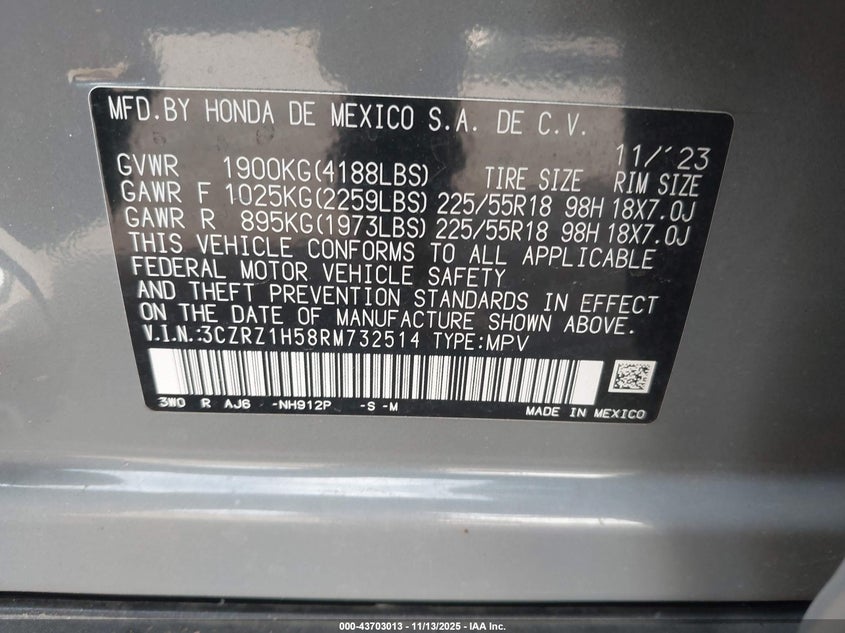 MFD.BY HONDA DE MEXICO S.A. DE C.V.
11/'23
GVWR 1900KG(4188LBS) TIRE SIZE RIM SIZE
GAWR F 1025KG(2259LBS) 225/55R18 98H 18X7.0J
GAWR R 895KG(1973LBS) 225/55R18 98H 18X7.0J
THIS VEHICLE CONFORMS TO ALL APPLICABLE
FEDERAL MOTOR VEHICLE SAFETY
AND THEFT PREVENTION STANDARDS IN EFFECT
ON THE DATE OF MANUFACTURE SHOWN ABOVE.
V.I.N.:3CZRZ1H58RM732514 TYPE:MPV
3W0 R AJ6 -NH912P -S -M MADE IN MEXICO
000-43703013 - 11/13/2025 - IAA Inc.